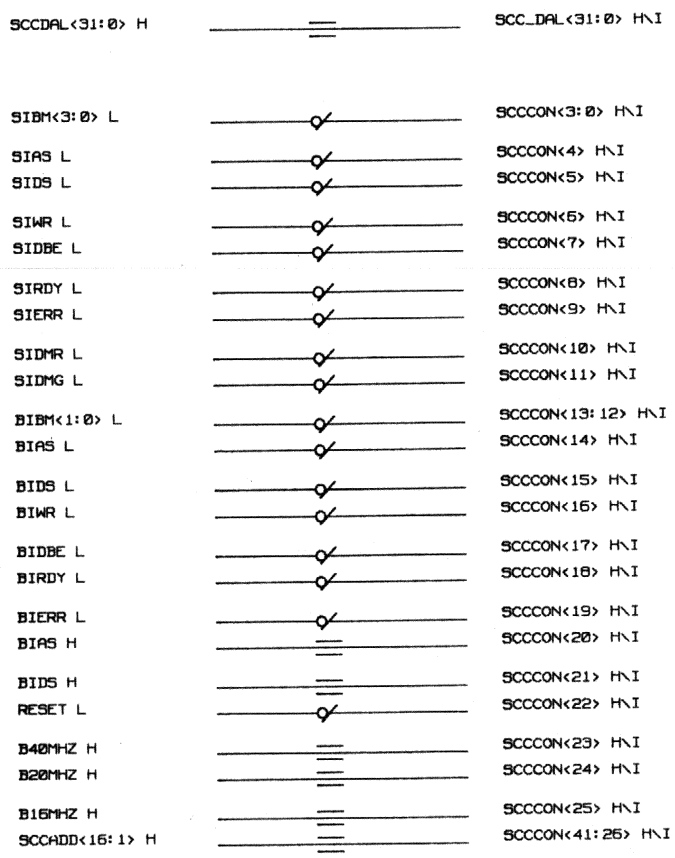 SCCDAL<31:0> H SCC_DAL<31:0> H\I
SIBM<3:0> L SCCCON<3:0> H\I
SIAS L SCCCON<4> H\I
SIDS L SCCCON<5> H\I
SIWR L SCCCON<6> H\I
SIDBE L SCCCON<7> H\I
SIRDY L SCCCON<8> H\I
SIERR L SCCCON<9> H\I
SIDMR L SCCCON<10> H\I
SIDMG L SCCCON<11> H\I
BIBM<1:0> L SCCCON<13:12> H\I
BIAS L SCCCON<14> H\I
BIDS L SCCCON<15> H\I
BIWR L SCCCON<16> H\I
BIDBE L SCCCON<17> H\I
BIRDY L SCCCON<18> H\I
BIERR L SCCCON<19> H\I
BIAS H SCCCON<20> H\I
BIDS H SCCCON<21> H\I
RESET L SCCCON<22> H\I
B40MHZ H SCCCON<23> H\I
B20MHZ H SCCCON<24> H\I
B16MHZ H SCCCON<25> H\I
SCCADD<16:1> H SCCCON<41:26> H\I